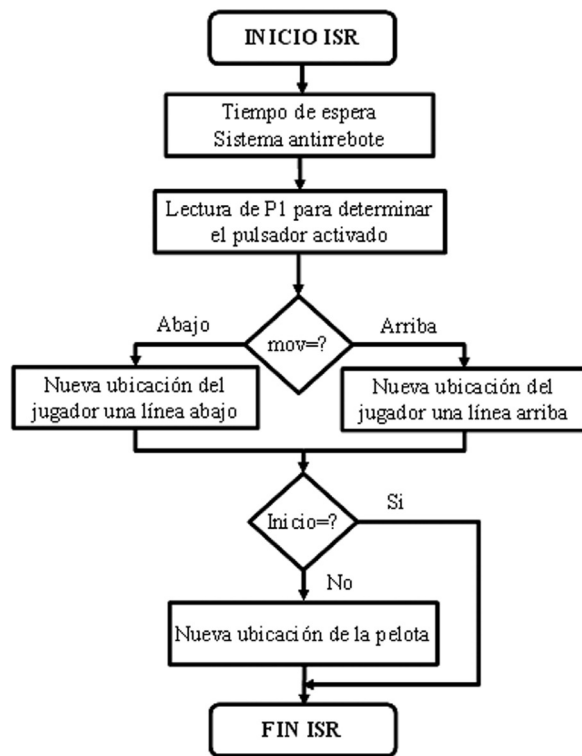 INICIO ISR
Tiempo de espera
Sistema antirrebote
Lectura de P1 para determinar
el pulsador activado
Abajo
Arriba
mov=?
Nueva ubicación del
jugador una línea abajo
Nueva ubicación del
jugador una línea arriba
Si
Inicio=?
No
Nueva ubicación de la pelota
FIN ISR